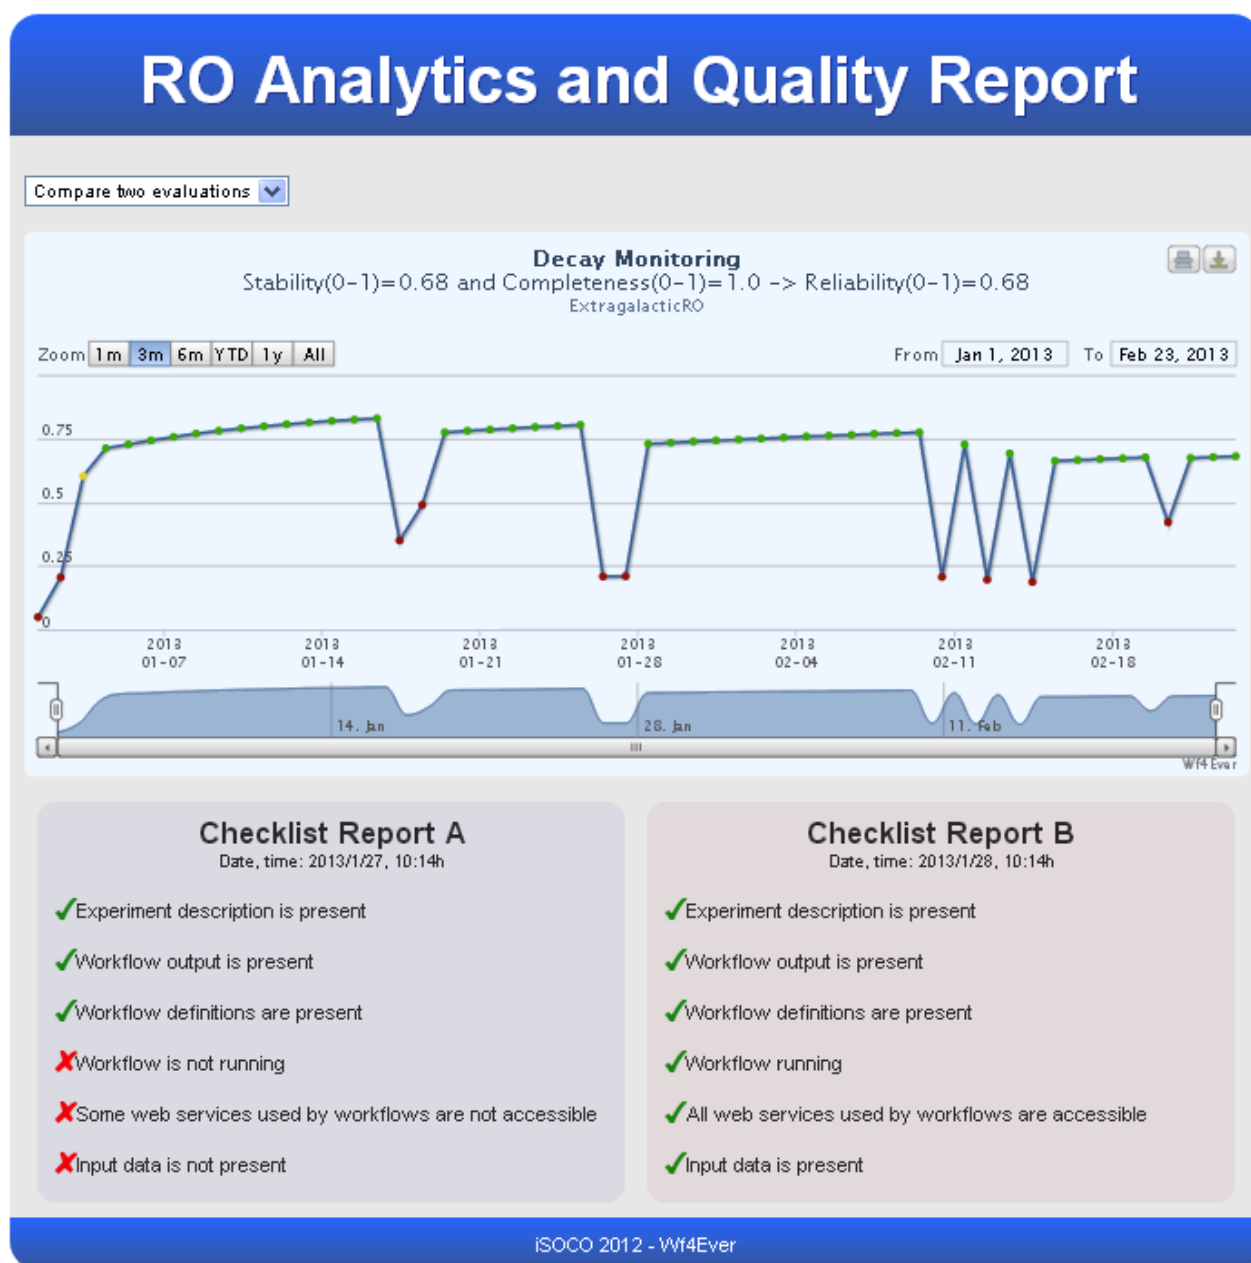 RO Analytics and Quality Report
Compare two evaluations
Decay Monitoring
Stability(0-1)=0.68 and Completeness(0-1)=1.0 -> Reliability(0-1)=0.68
ExtragalacticRO
Zoom 1m 3m 6m YTD 1y All From Jan 1, 2013 To Feb 23, 2013
0.75
0.5
0.25
0
2013 2013 2013 2013 2013 2013 2013
01-07 01-14 01-21 01-28 02-04 02-11 02-18
14. Jan 28. Jan 11. Feb
Wf4Ever
Checklist Report A
Date, time: 2013/1/27, 10:14h
Experiment description is present
Workflow output is present
Workflow definitions are present
Workflow is not running
Some web services used by workflows are not accessible
Input data is not present
Checklist Report B
Date, time: 2013/1/28, 10:14h
Experiment description is present
Workflow output is present
Workflow definitions are present
Workflow running
All web services used by workflows are accessible
Input data is present
iSOCO 2012 - Wf4Ever